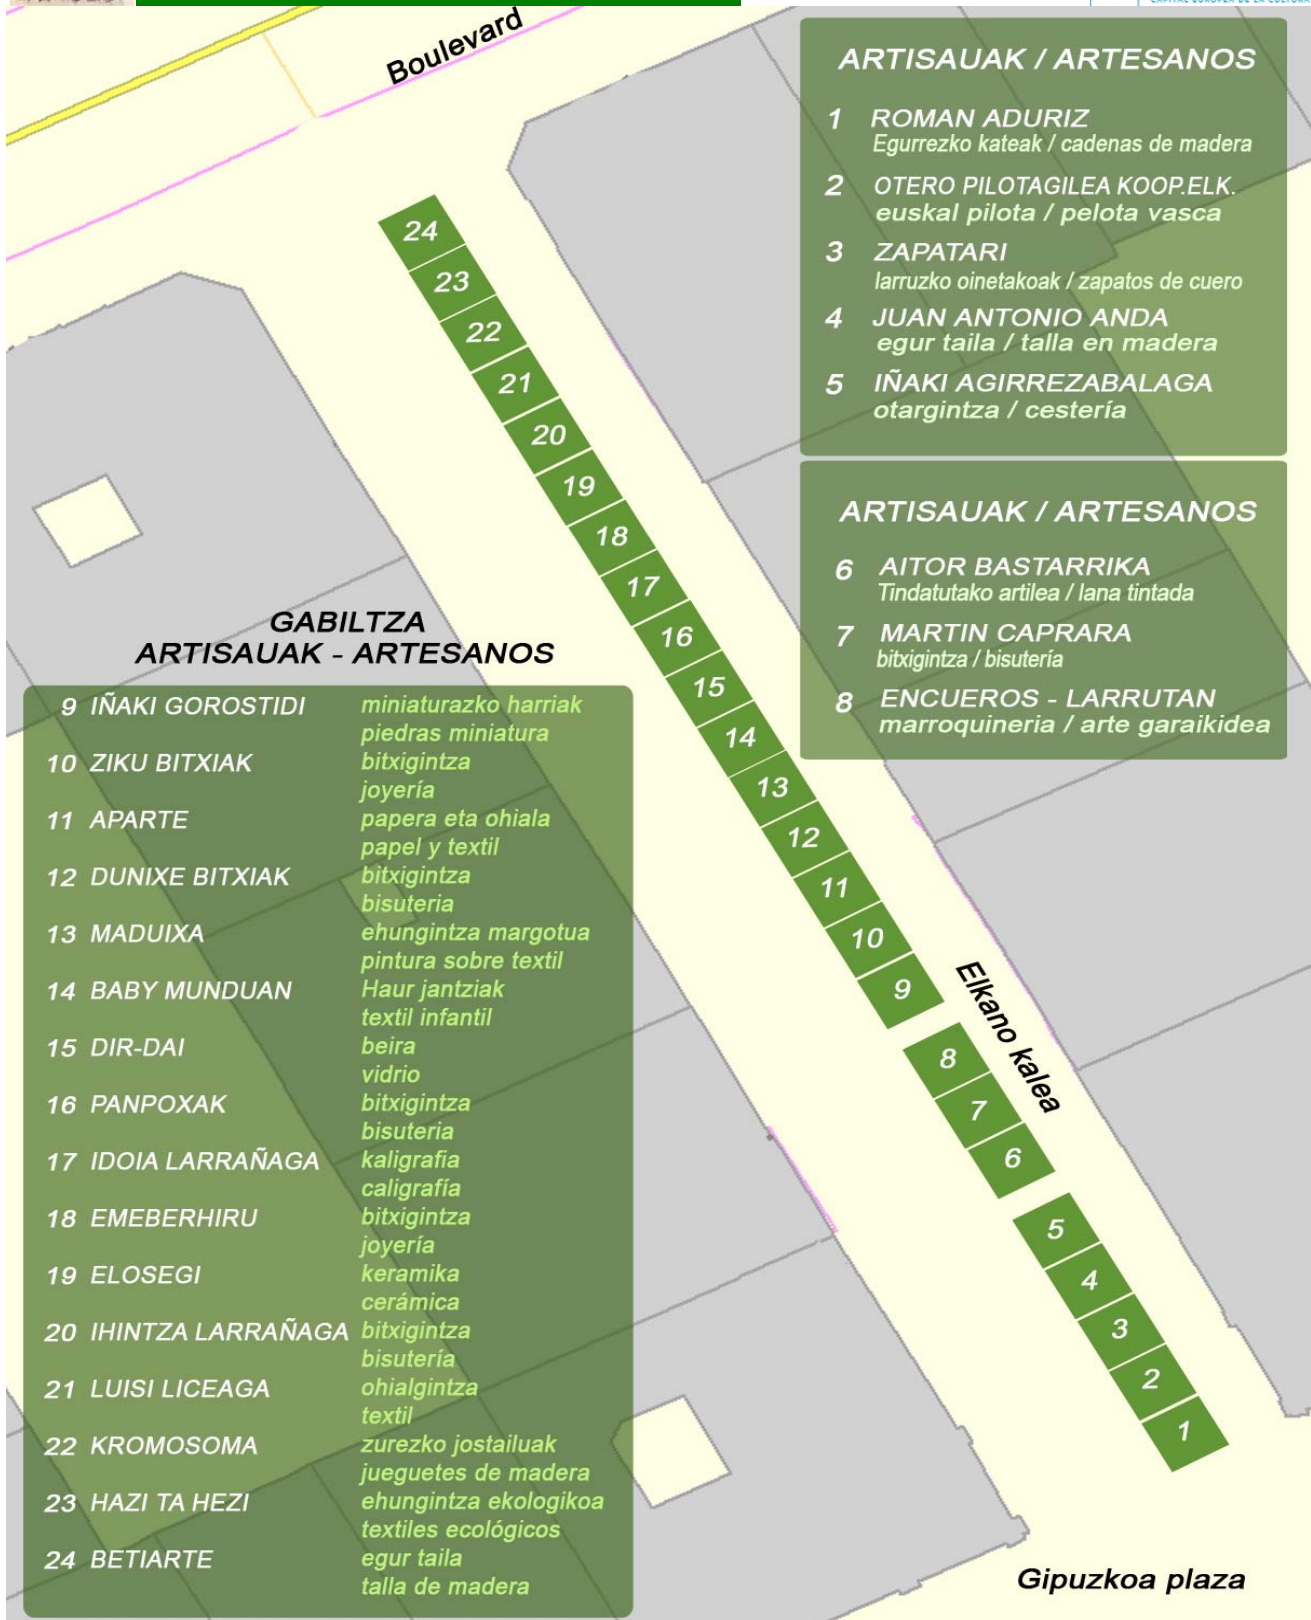 CAPITAL EUROPEA DE LA CULTURA
Boulevard
ARTISAUAK / ARTESANOS
1 ROMAN ADURIZ
Egurrezko kateak / cadenas de madera
2 OTERO PILOTAGILEA KOOP.ELK.
euskal pilota / pelota vasca
3 ZAPATARI
larruzko oinetakoak / zapatos de cuero
4 JUAN ANTONIO ANDA
egur taila / talla en madera
5 IÑAKI AGIRREZABALAGA
otargintza / cestería
ARTISAUAK / ARTESANOS
6 AITOR BASTARRIKA
Tindatutako artilea / lana tintada
7 MARTIN CAPRARA
bitxigintza / bisutería
8 ENCUEROS - LARRUTAN
marroquineria / arte garaikidea
24
23
22
21
20
19
18
17
16
15
14
13
12
11
10
9
8
7
6
5
4
3
2
1
Elkano kalea
GABILTZA
ARTISAUAK - ARTESANOS
9 IÑAKI GOROSTIDI miniaturazko harriak
piedras miniatura
10 ZIKU BITXIAK bitxigintza
joyería
11 APARTE papera eta ohiala
papel y textil
12 DUNIXE BITXIAK bitxigintza
bisuteria
13 MADUIXA ehungintza margotua
pintura sobre textil
14 BABY MUNDUAN Haur jantziak
textil infantil
15 DIR-DAI beira
vidrio
16 PANPOXAK bitxigintza
bisuteria
17 IDOIA LARRAÑAGA kaligrafia
caligrafía
18 EMEBERHIRU bitxigintza
joyería
19 ELOSEGI keramika
cerámica
20 IHINTZA LARRAÑAGA bitxigintza
bisutería
21 LUISI LICEAGA ohialgintza
textil
22 KROMOSOMA zurezko jostailuak
jueguetes de madera
23 HAZI TA HEZI ehungintza ekologikoa
textiles ecológicos
24 BETIARTE egur taila
talla de madera
Gipuzkoa plaza